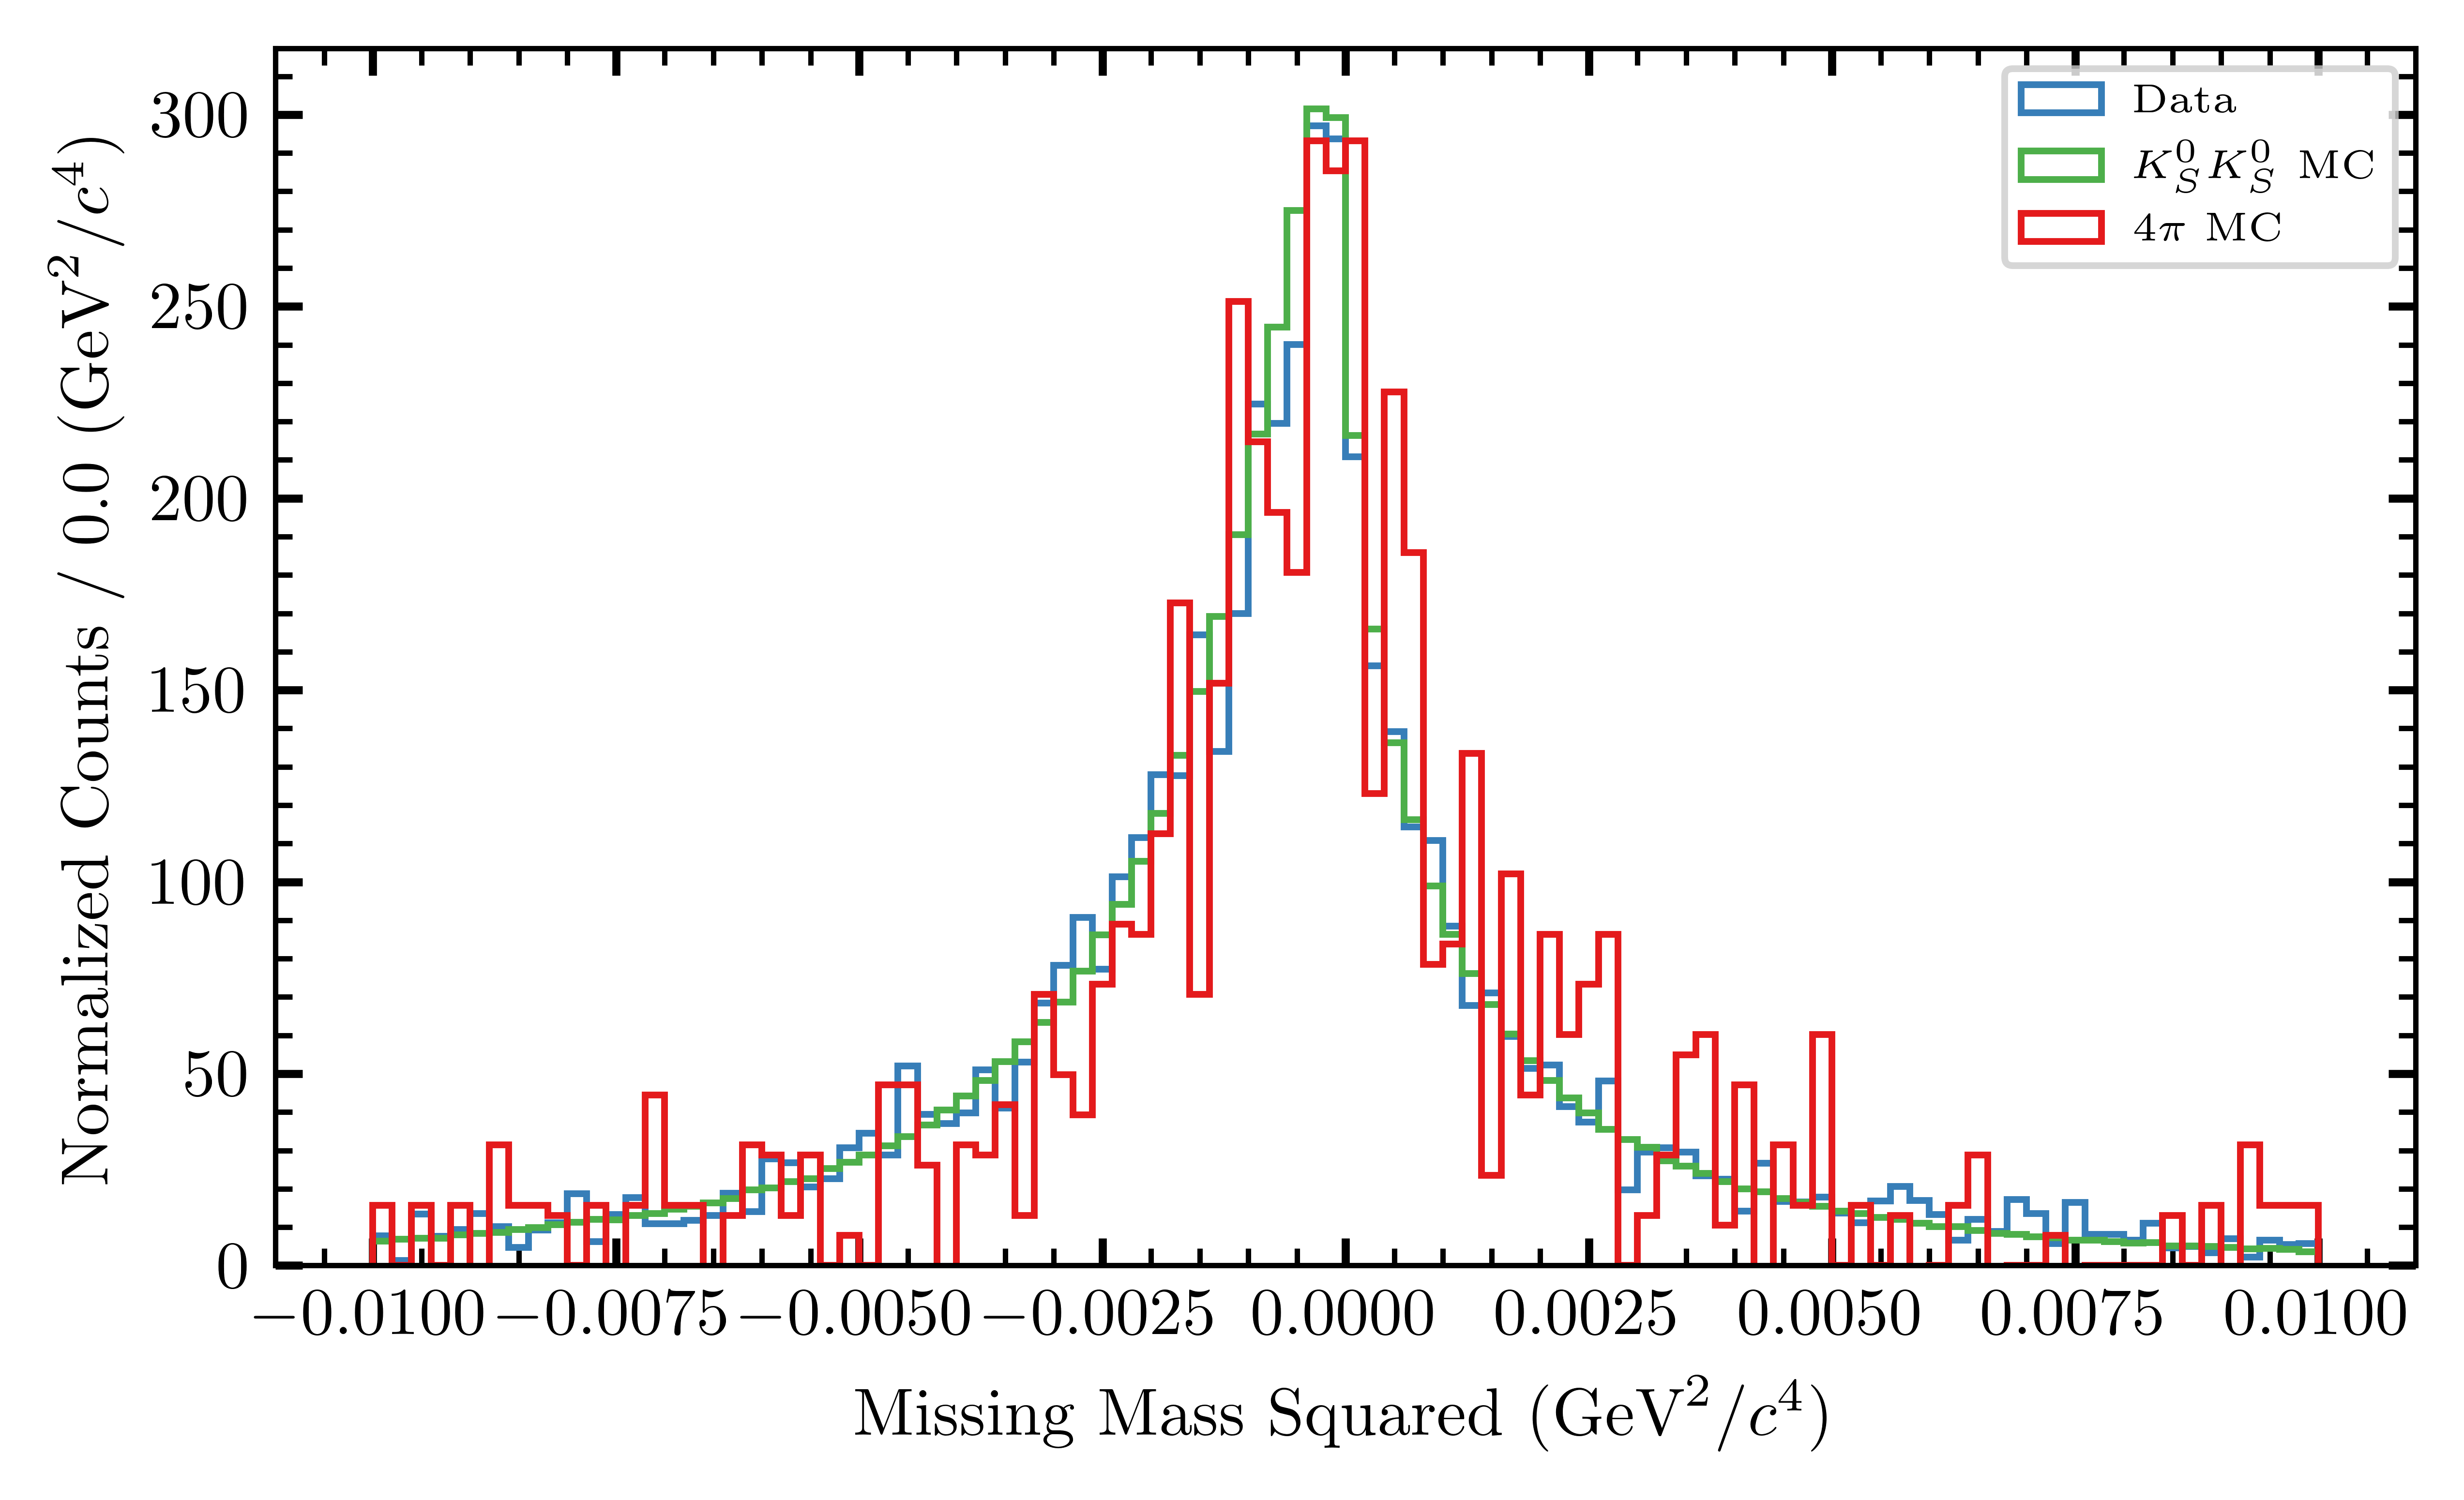 Normalized Counts / 0.0 (GeV²/c⁴)
300
250
200
150
100
50
0
Data
K_S^0 K_S^0 MC
4π MC
−0.0100 −0.0075 −0.0050 −0.0025 0.0000 0.0025 0.0050 0.0075 0.0100
Missing Mass Squared (GeV²/c⁴)